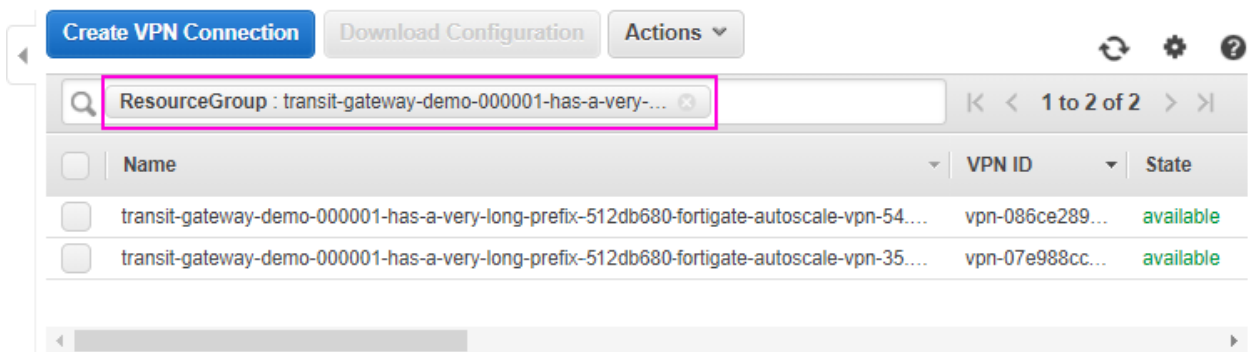 Create VPN Connection Download Configuration Actions
ResourceGroup : transit-gateway-demo-000001-has-a-very-... 1 to 2 of 2
Name VPN ID State
transit-gateway-demo-000001-has-a-very-long-prefix-512db680-fortigate-autoscale-vpn-54.... vpn-086ce289... available
transit-gateway-demo-000001-has-a-very-long-prefix-512db680-fortigate-autoscale-vpn-35.... vpn-07e988cc... available